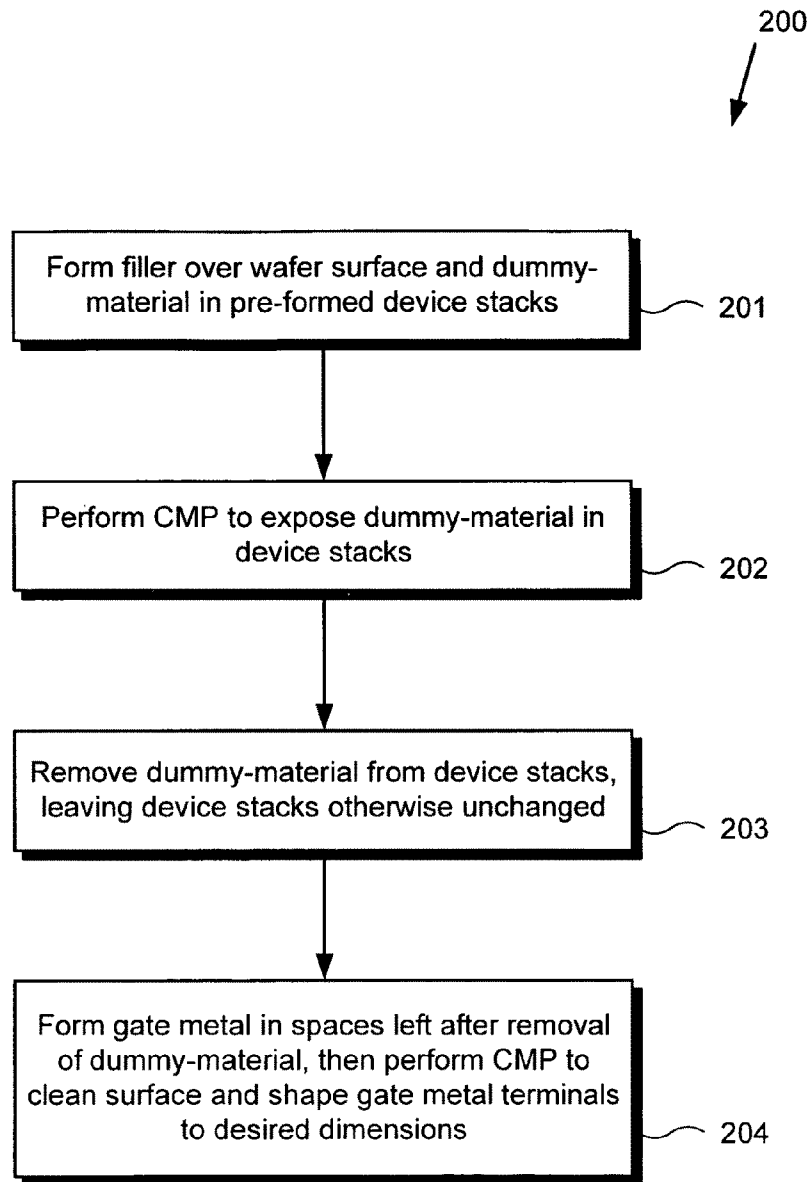 200
Form filler over wafer surface and dummy-
material in pre-formed device stacks
201
Perform CMP to expose dummy-material in
device stacks
202
Remove dummy-material from device stacks,
leaving device stacks otherwise unchanged
203
Form gate metal in spaces left after removal
of dummy-material, then perform CMP to
clean surface and shape gate metal terminals
to desired dimensions
204